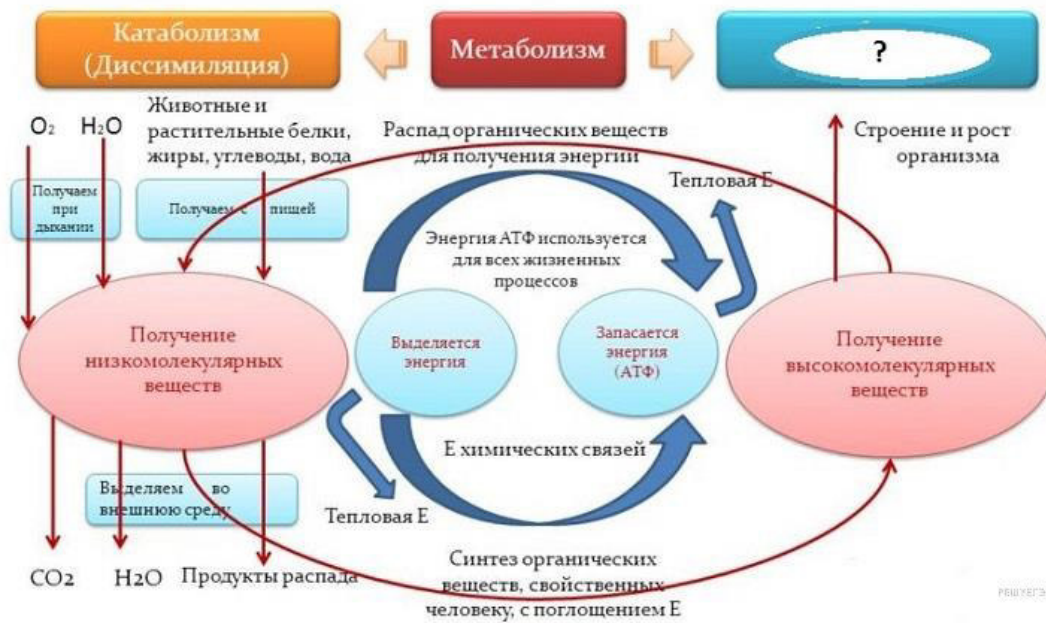 Катаболизм
(Диссимиляция)
Метаболизм
?
O₂ H₂O
Животные и
растительные белки,
жиры, углеводы, вода
Распад органических веществ
для получения энергии
Строение и рост
организма
Тепловая Е
Получаем
при
дыхании
Получаем с пищей
Энергия АТФ используется
для всех жизненных
процессов
Получение
низкомолекулярных
веществ
Выделяется
энергия
Запасается
энергия
(АТФ)
Получение
высокомолекулярных
веществ
Е химических связей
Выделяем во
внешнюю среду
Тепловая Е
CO2 H2O Продукты распада
Синтез органических
веществ, свойственных
человеку, с поглощением Е
РЕШУЕГЭ